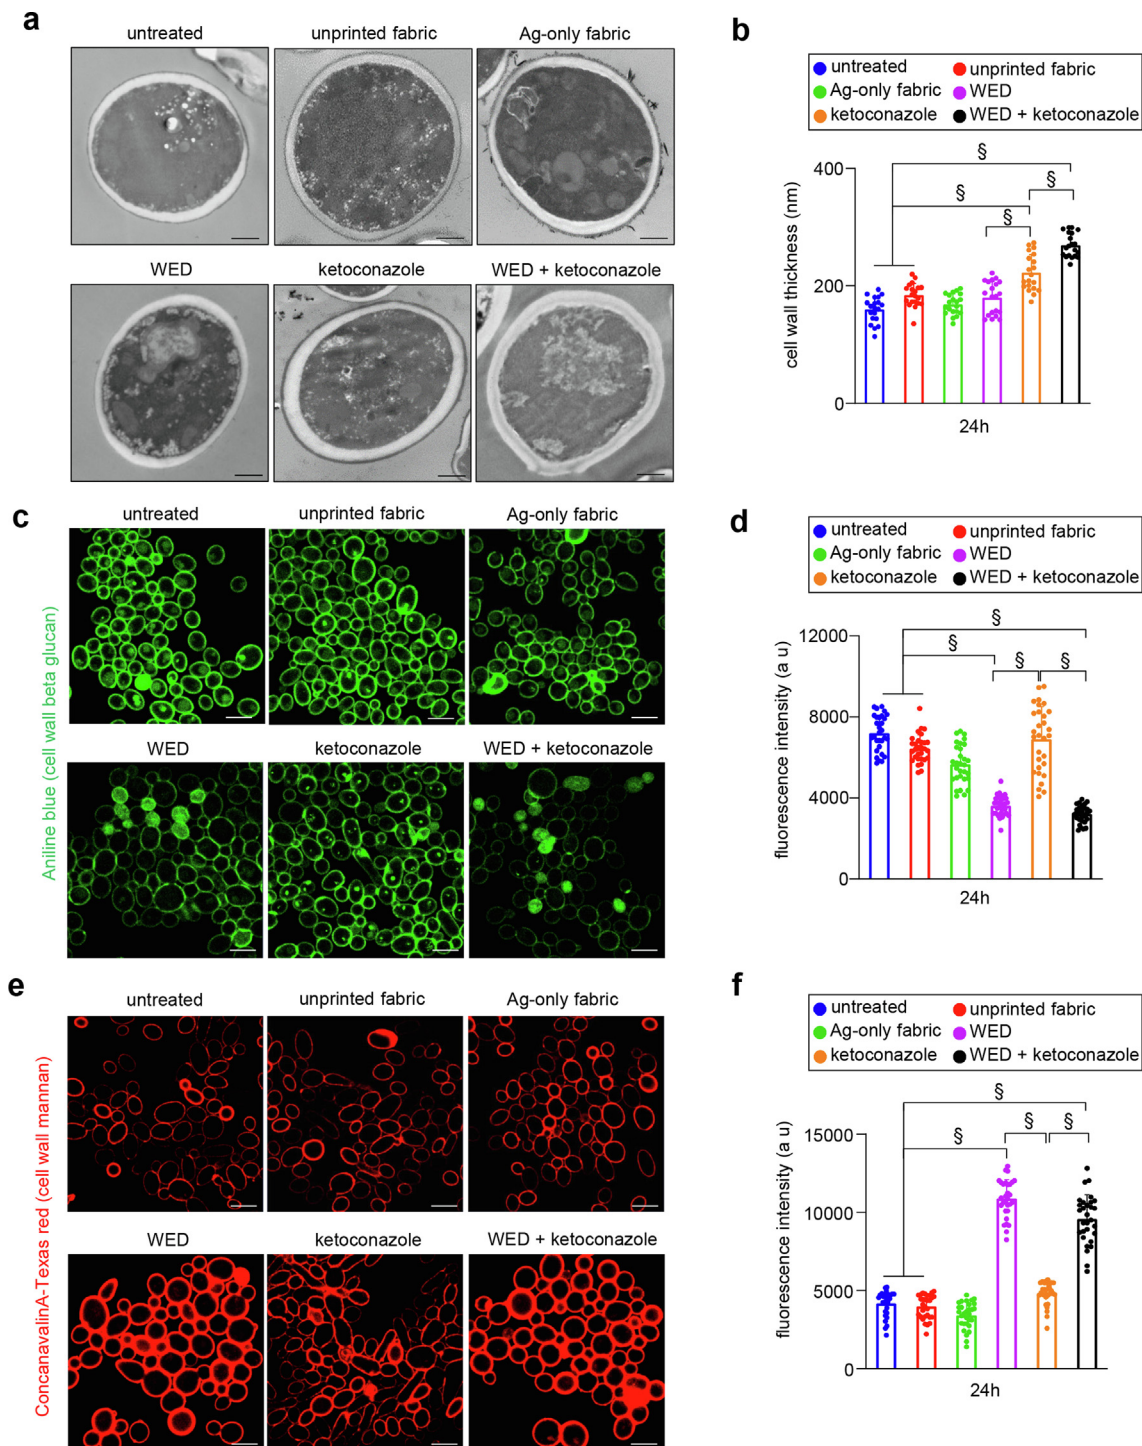 a
untreated
unprinted fabric
Ag-only fabric
WED
ketoconazole
WED + ketoconazole
b
untreated
unprinted fabric
Ag-only fabric
WED
ketoconazole
WED + ketoconazole
§
§
§
§
400
200
0
cell wall thickness (nm)
24h
c
untreated
unprinted fabric
Ag-only fabric
WED
ketoconazole
WED + ketoconazole
Aniline blue (cell wall beta glucan)
d
untreated
unprinted fabric
Ag-only fabric
WED
ketoconazole
WED + ketoconazole
§
§
§
§
12000
8000
4000
0
fluorescence intensity (a u)
24h
e
untreated
unprinted fabric
Ag-only fabric
WED
ketoconazole
WED + ketoconazole
ConcanavalinA-Texas red (cell wall mannan)
f
untreated
unprinted fabric
Ag-only fabric
WED
ketoconazole
WED + ketoconazole
§
§
§
§
15000
10000
5000
0
fluorescence intensity (a u)
24h